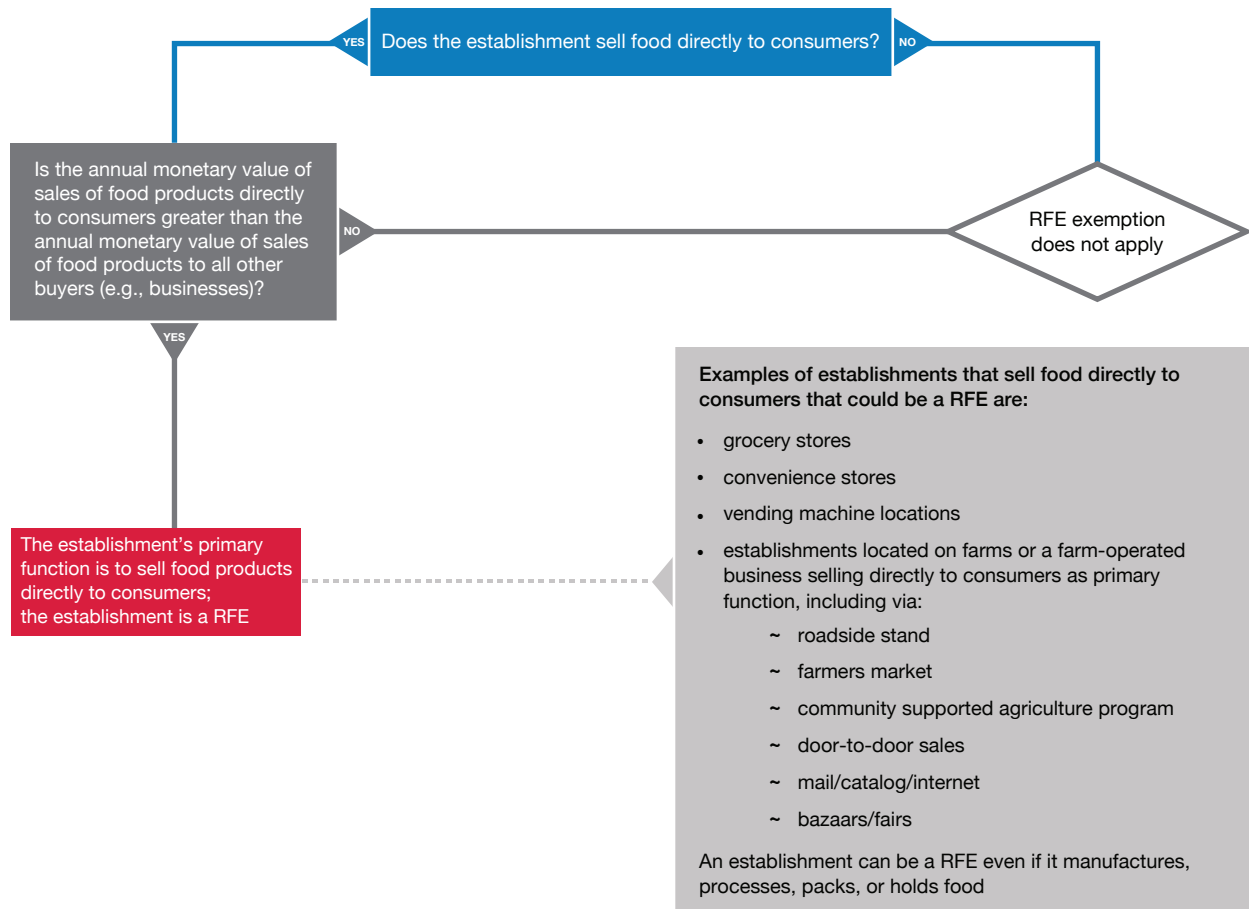 YES
Does the establishment sell food directly to consumers?
NO
Is the annual monetary value of
sales of food products directly
to consumers greater than the
annual monetary value of sales
of food products to all other
buyers (e.g., businesses)?
NO
RFE exemption
does not apply
YES
The establishment's primary
function is to sell food products
directly to consumers;
the establishment is a RFE
Examples of establishments that sell food directly to
consumers that could be a RFE are:
• grocery stores
• convenience stores
• vending machine locations
• establishments located on farms or a farm-operated
business selling directly to consumers as primary
function, including via:
~ roadside stand
~ farmers market
~ community supported agriculture program
~ door-to-door sales
~ mail/catalog/internet
~ bazaars/fairs
An establishment can be a RFE even if it manufactures,
processes, packs, or holds food